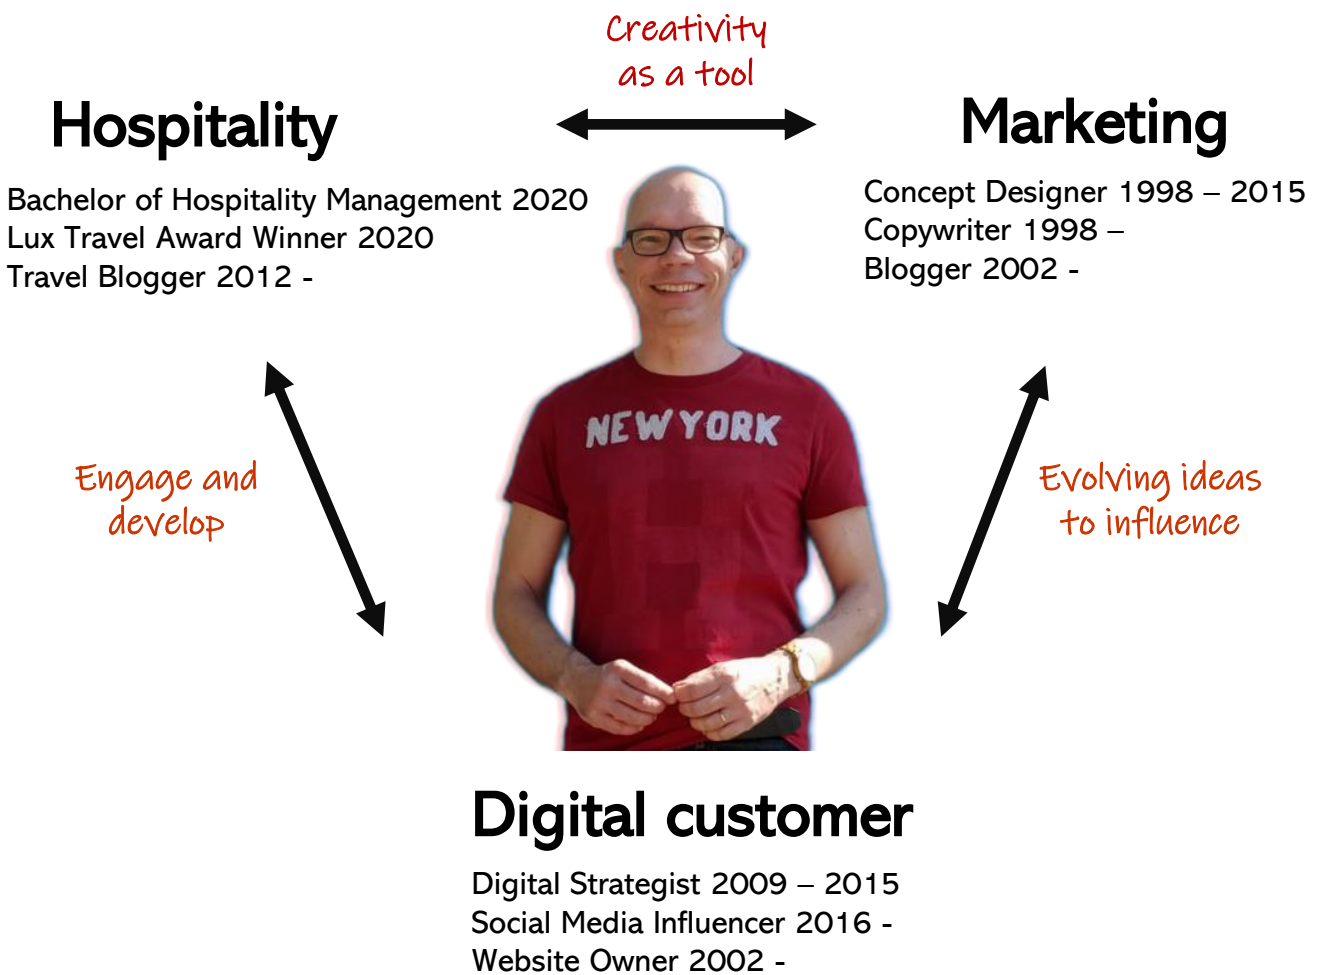 Creativity
as a tool
Hospitality
Bachelor of Hospitality Management 2020
Lux Travel Award Winner 2020
Travel Blogger 2012 -
Marketing
Concept Designer 1998 – 2015
Copywriter 1998 –
Blogger 2002 -
NEW YORK
Engage and
develop
Evolving ideas
to influence
Digital customer
Digital Strategist 2009 – 2015
Social Media Influencer 2016 -
Website Owner 2002 -